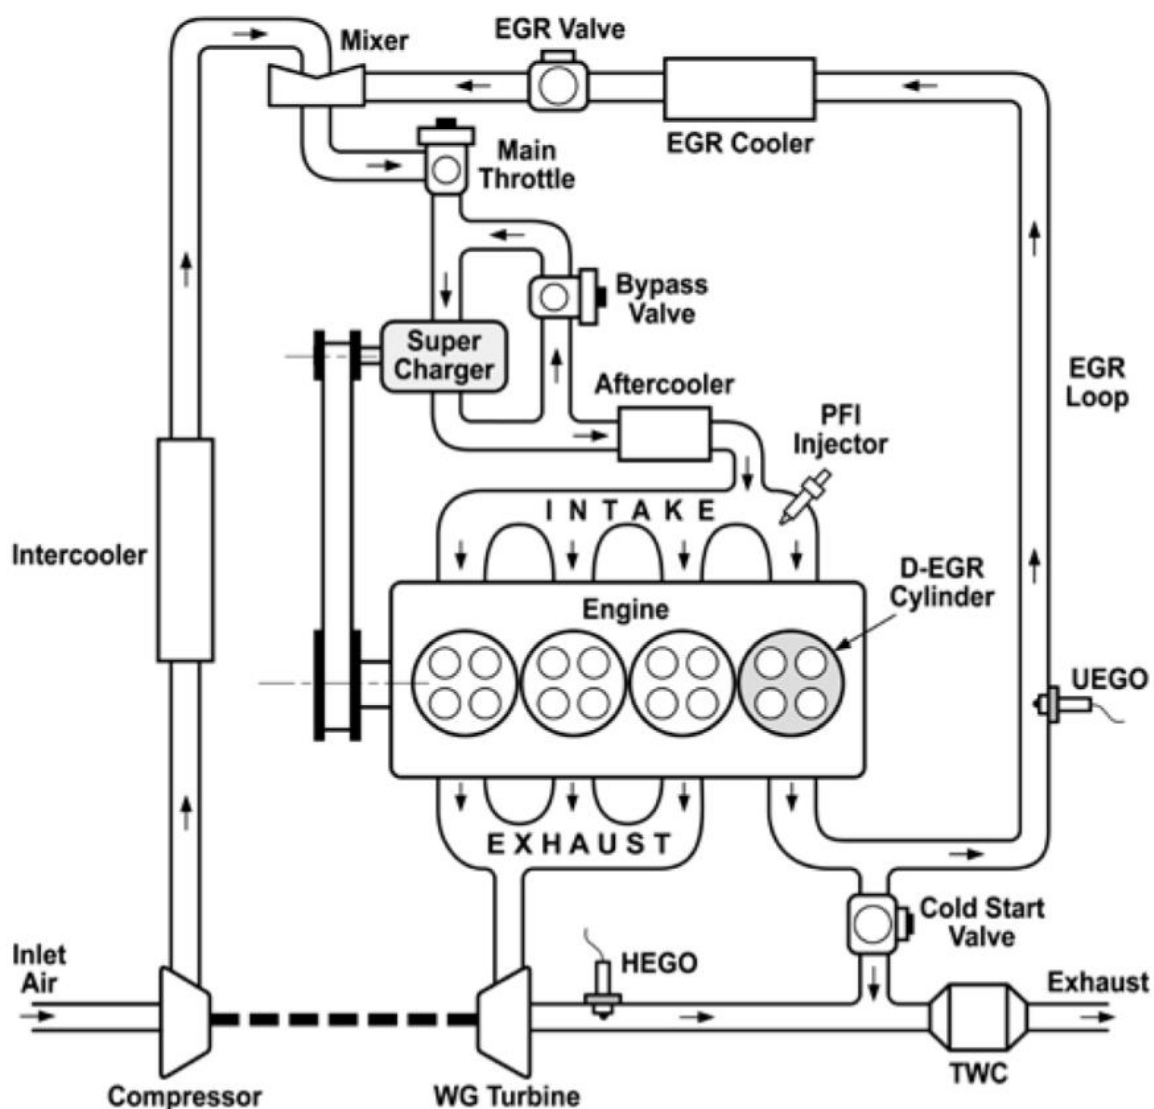 EGR Valve
Mixer
EGR Cooler
Main
Throttle
Bypass
Valve
Super
Charger
Aftercooler
EGR
Loop
PFI
Injector
INTAKE
Intercooler
D-EGR
Cylinder
Engine
UEGO
EXHAUST
Cold Start
Valve
Inlet
Air
HEGO
Exhaust
TWC
Compressor
WG Turbine